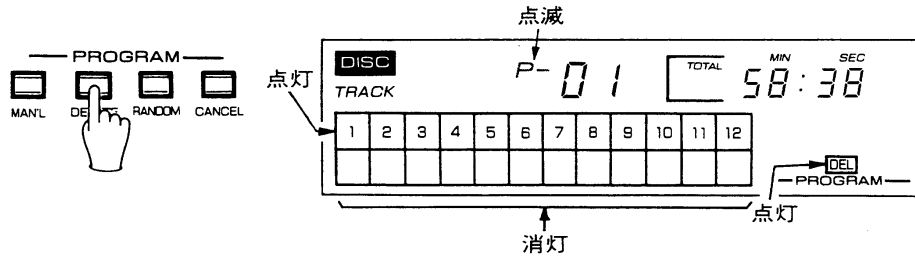 点滅
PROGRAM
MAN'L
RANDOM
CANCEL
点灯
DISC
TRACK
P- 01
TOTAL
MIN
SEC
58:38
1 2 3 4 5 6 7 8 9 10 11 12
DEL
PROGRAM
点灯
消灯